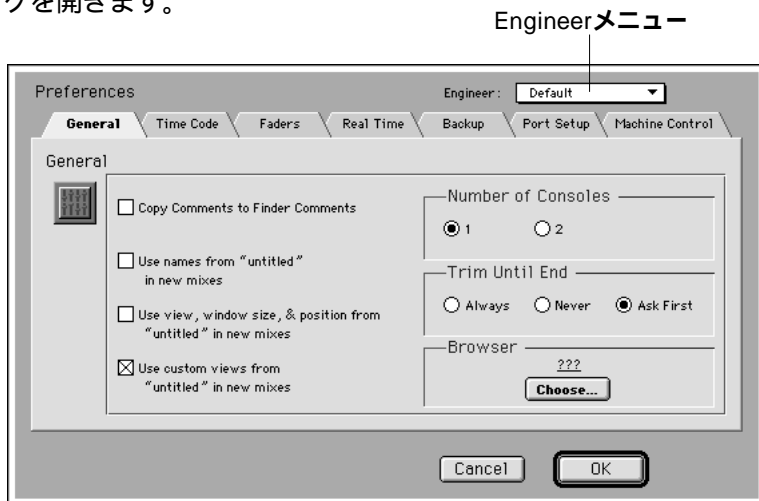 グを開きます。
Engineerメニュー
Preferences
Engineer: Default
General Time Code Faders Real Time Backup Port Setup Machine Control
General
Copy Comments to Finder Comments
Use names from "untitled"
in new mixes
Use view, window size, & position from
"untitled" in new mixes
Use custom views from
"untitled" in new mixes
Number of Consoles
1 2
Trim Until End
Always Never Ask First
Browser
???
Choose...
Cancel OK